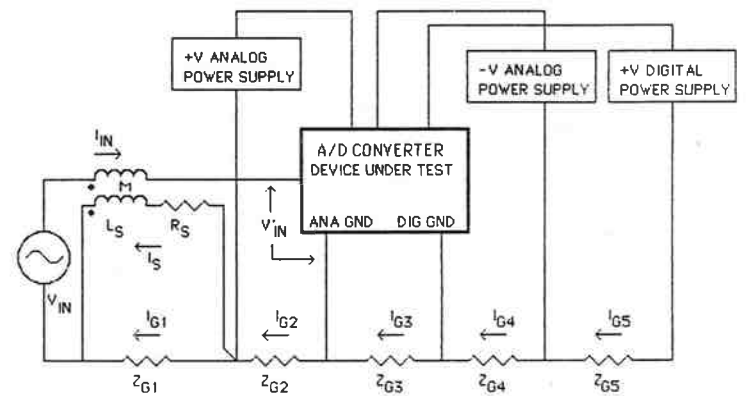 +V ANALOG
POWER SUPPLY
-V ANALOG
POWER SUPPLY
+V DIGITAL
POWER SUPPLY
A/D CONVERTER
DEVICE UNDER TEST
ANA GND DIG GND
I_IN
M
L_S R_S
I_S
V'_IN
V_IN
I_G1 I_G2 I_G3 I_G4 I_G5
Z_G1 Z_G2 Z_G3 Z_G4 Z_G5